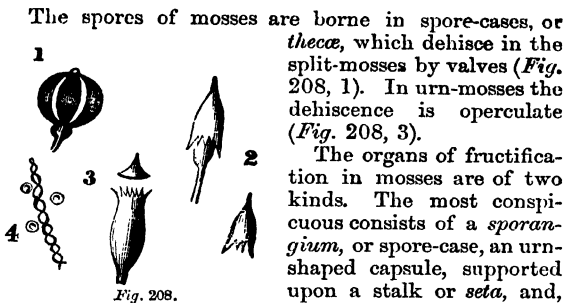 The spores of mosses are borne in spore-cases, or
thecæ, which dehisce in the
split-mosses by valves (Fig.
208, 1). In urn-mosses the
dehiscence is operculate
(Fig. 208, 3).
The organs of fructifica-
tion in mosses are of two
kinds. The most conspi-
cuous consists of a sporan-
gium, or spore-case, an urn-
shaped capsule, supported
upon a stalk or seta, and,
1
2
3
4
Fig. 208.